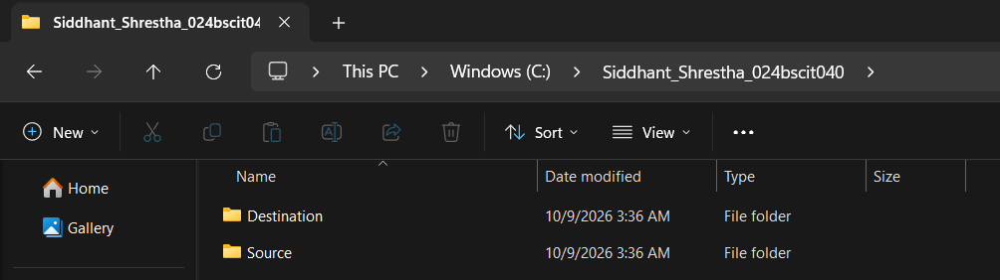 Siddhant_Shrestha_024bscit04
This PC > Windows (C:) > Siddhant_Shrestha_024bscit040 >
New Sort View
Name Date modified Type Size
Home
Gallery
Destination 10/9/2026 3:36 AM File folder
Source 10/9/2026 3:36 AM File folder